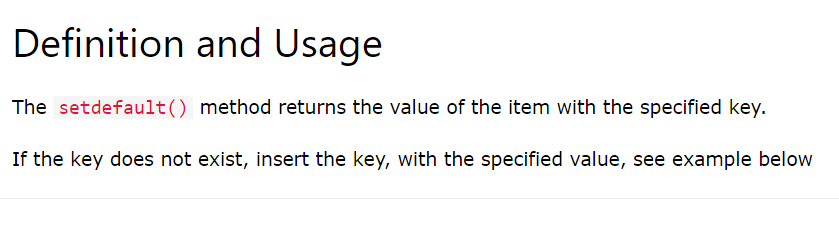 Definition and Usage
The setdefault() method returns the value of the item with the specified key.
If the key does not exist, insert the key, with the specified value, see example below